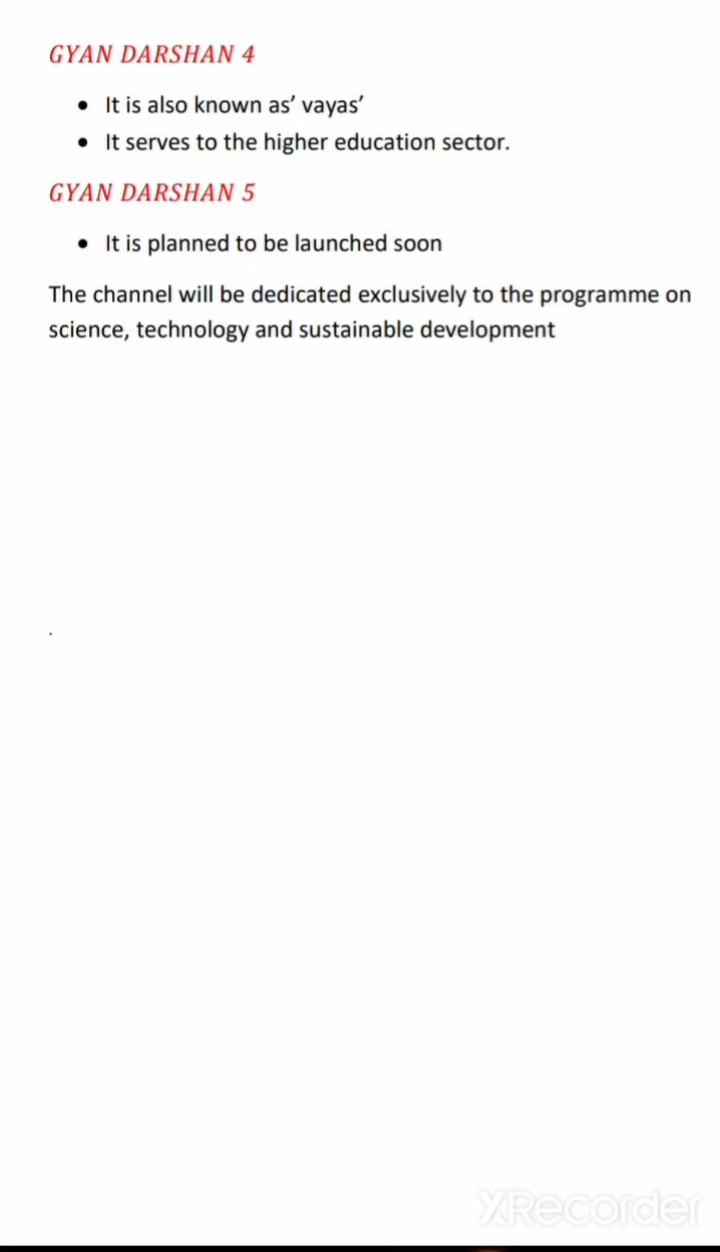 GYAN DARSHAN 4
• It is also known as’ vayas’
• It serves to the higher education sector.
GYAN DARSHAN 5
• It is planned to be launched soon
The channel will be dedicated exclusively to the programme on
science, technology and sustainable development
.
XRecorder